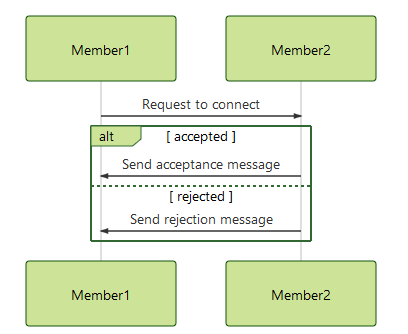 Member1 Member2
Request to connect
alt [ accepted ]
Send acceptance message
[ rejected ]
Send rejection message
Member1 Member2